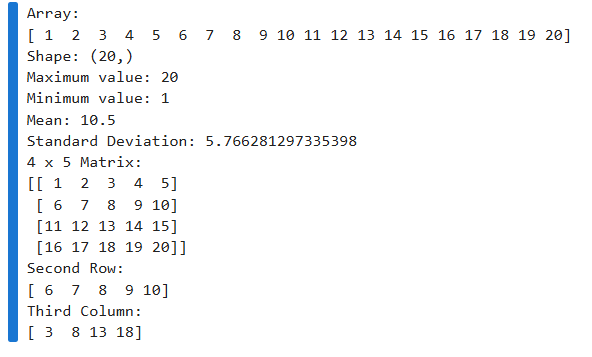 Array:
[ 1  2  3  4  5  6  7  8  9 10 11 12 13 14 15 16 17 18 19 20]
Shape: (20,)
Maximum value: 20
Minimum value: 1
Mean: 10.5
Standard Deviation: 5.766281297335398
4 x 5 Matrix:
[[ 1  2  3  4  5]
 [ 6  7  8  9 10]
 [11 12 13 14 15]
 [16 17 18 19 20]]
Second Row:
[ 6  7  8  9 10]
Third Column:
[ 3  8 13 18]